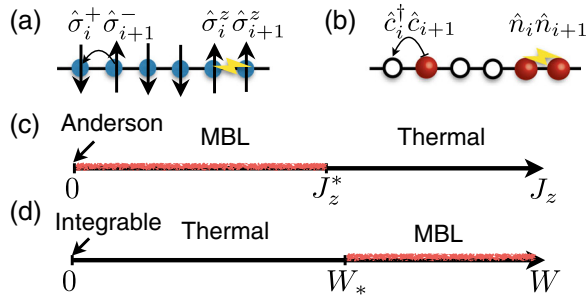 (a) σ̂ᵢ⁺σ̂ᵢ₊₁⁻ σ̂ᵢᶻσ̂ᵢ₊₁ᶻ
(b) ĉᵢ†ĉᵢ₊₁ n̂ᵢn̂ᵢ₊₁
(c) Anderson
MBL Thermal
0 J_z^* J_z
(d) Integrable
Thermal MBL
0 W_* W